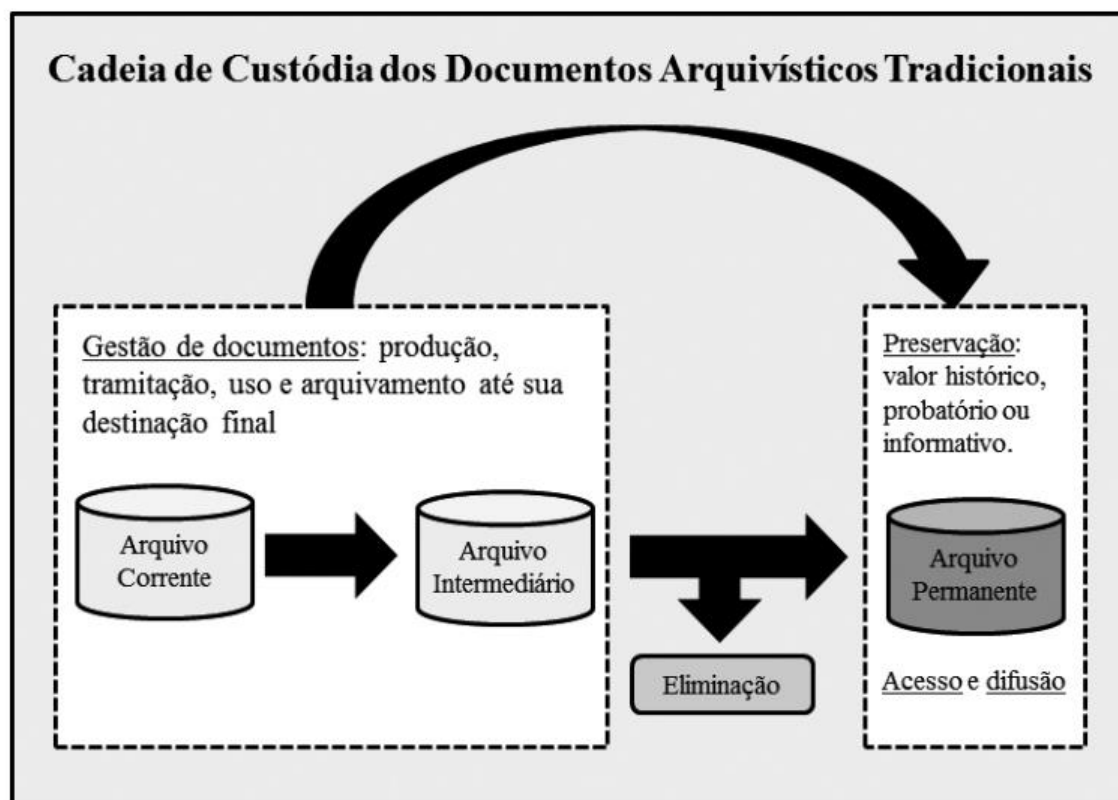 Cadeia de Custódia dos Documentos Arquivísticos Tradicionais
Gestão de documentos: produção,
tramitação, uso e arquivamento até sua
destinação final
Arquivo
Corrente
Arquivo
Intermediário
Eliminação
Preservação:
valor histórico,
probatório ou
informativo.
Arquivo
Permanente
Acesso e difusão